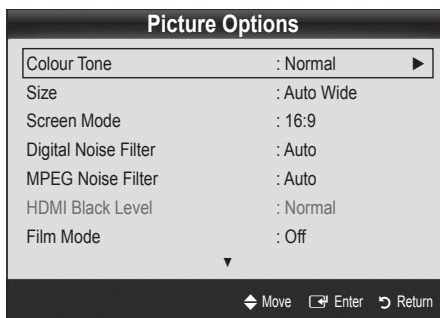 Picture Options
Colour Tone : Normal ►
Size : Auto Wide
Screen Mode : 16:9
Digital Noise Filter : Auto
MPEG Noise Filter : Auto
HDMI Black Level : Normal
Film Mode : Off
▼
Move Enter Return